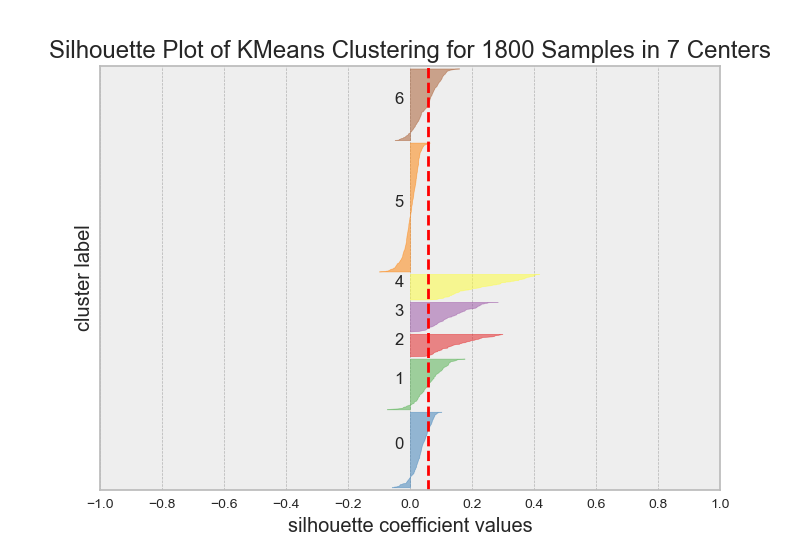 Silhouette Plot of KMeans Clustering for 1800 Samples in 7 Centers
6
5
4
3
2
1
0
cluster label
−1.0 −0.8 −0.6 −0.4 −0.2 0.0 0.2 0.4 0.6 0.8 1.0
silhouette coefficient values